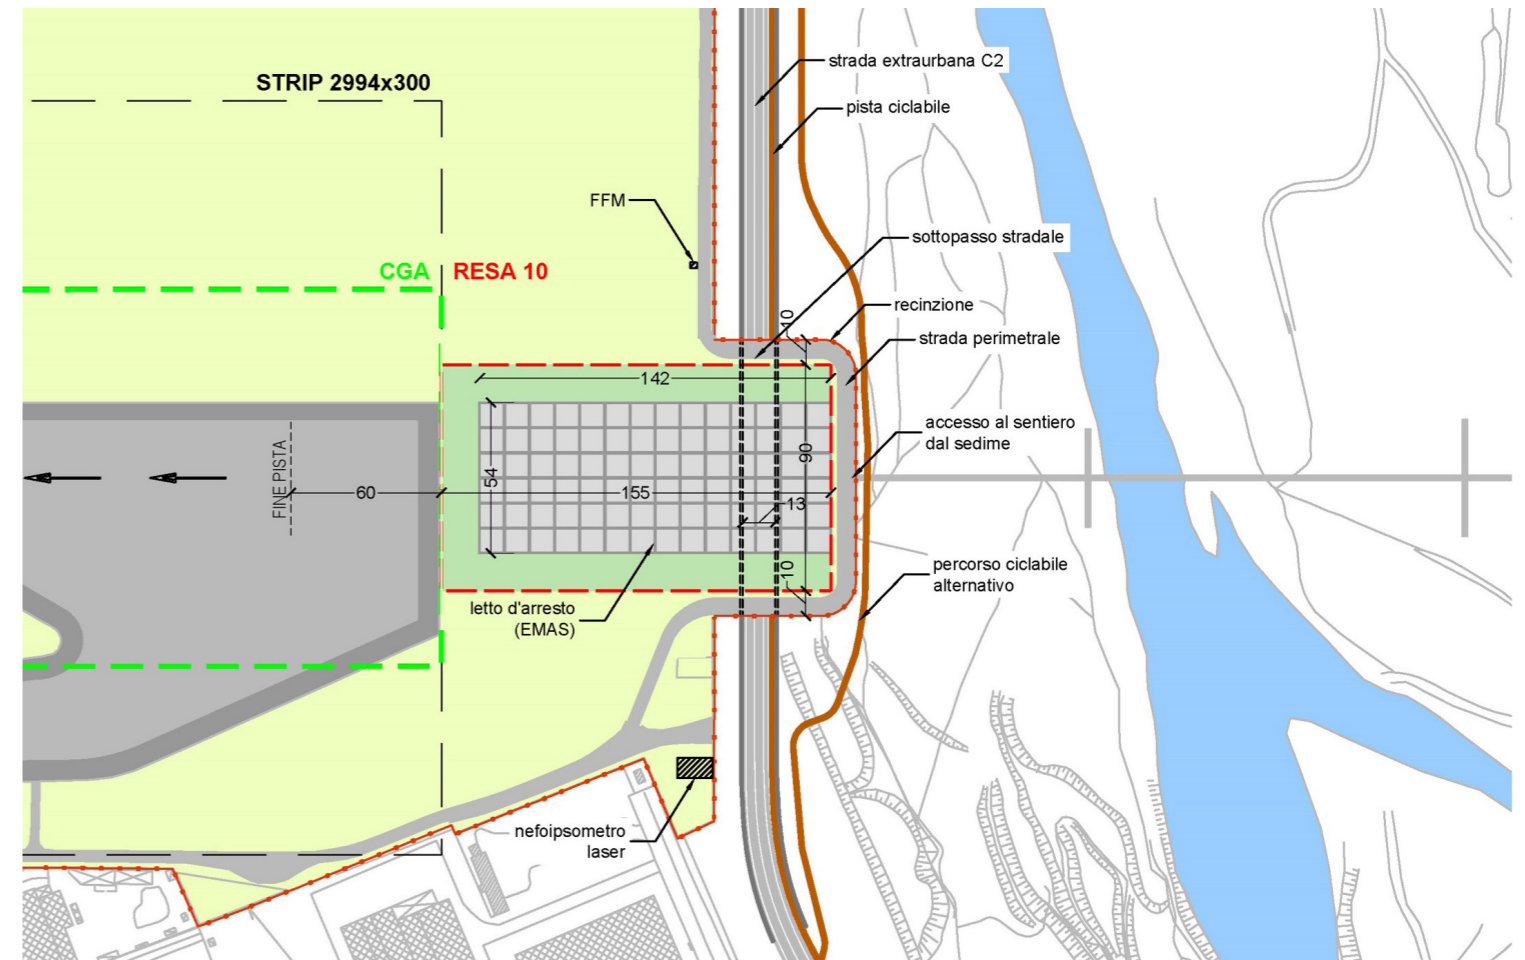 strada extraurbana C2
STRIP 2994x300
pista ciclabile
FFM
sottopasso stradale
CGA RESA 10
recinzione
10
strada perimetrale
142
accesso al sentiero
dal sedime
FINE PISTA
60
54
155
90
13
10
percorso ciclabile
alternativo
letto d'arresto
(EMAS)
nefoipsometro
laser